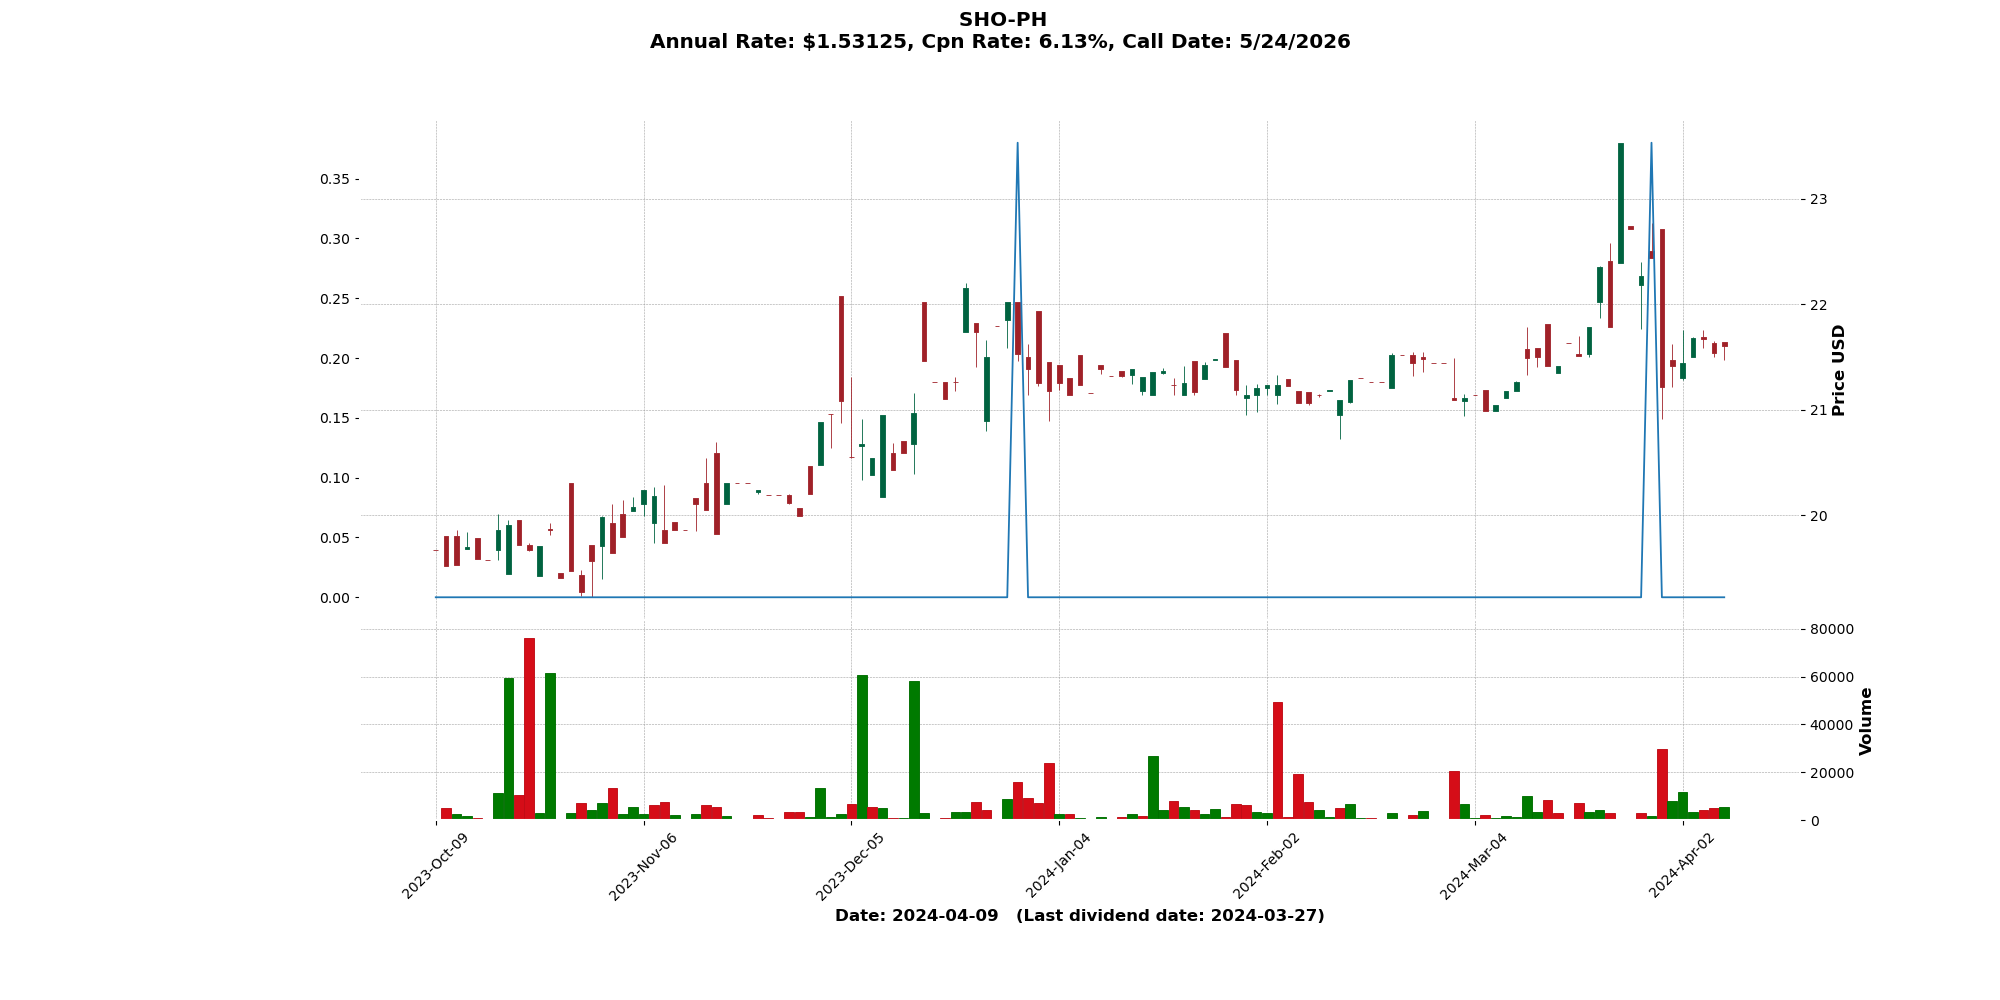 SHO-PH
Annual Rate: $1.53125, Cpn Rate: 6.13%, Call Date: 5/24/2026
0.35
0.30
0.25
0.20
0.15
0.10
0.05
0.00
23
22
21
20
Price USD
80000
60000
40000
20000
0
Volume
2023-Oct-09
2023-Nov-06
2023-Dec-05
2024-Jan-04
2024-Feb-02
2024-Mar-04
2024-Apr-02
Date: 2024-04-09 (Last dividend date: 2024-03-27)